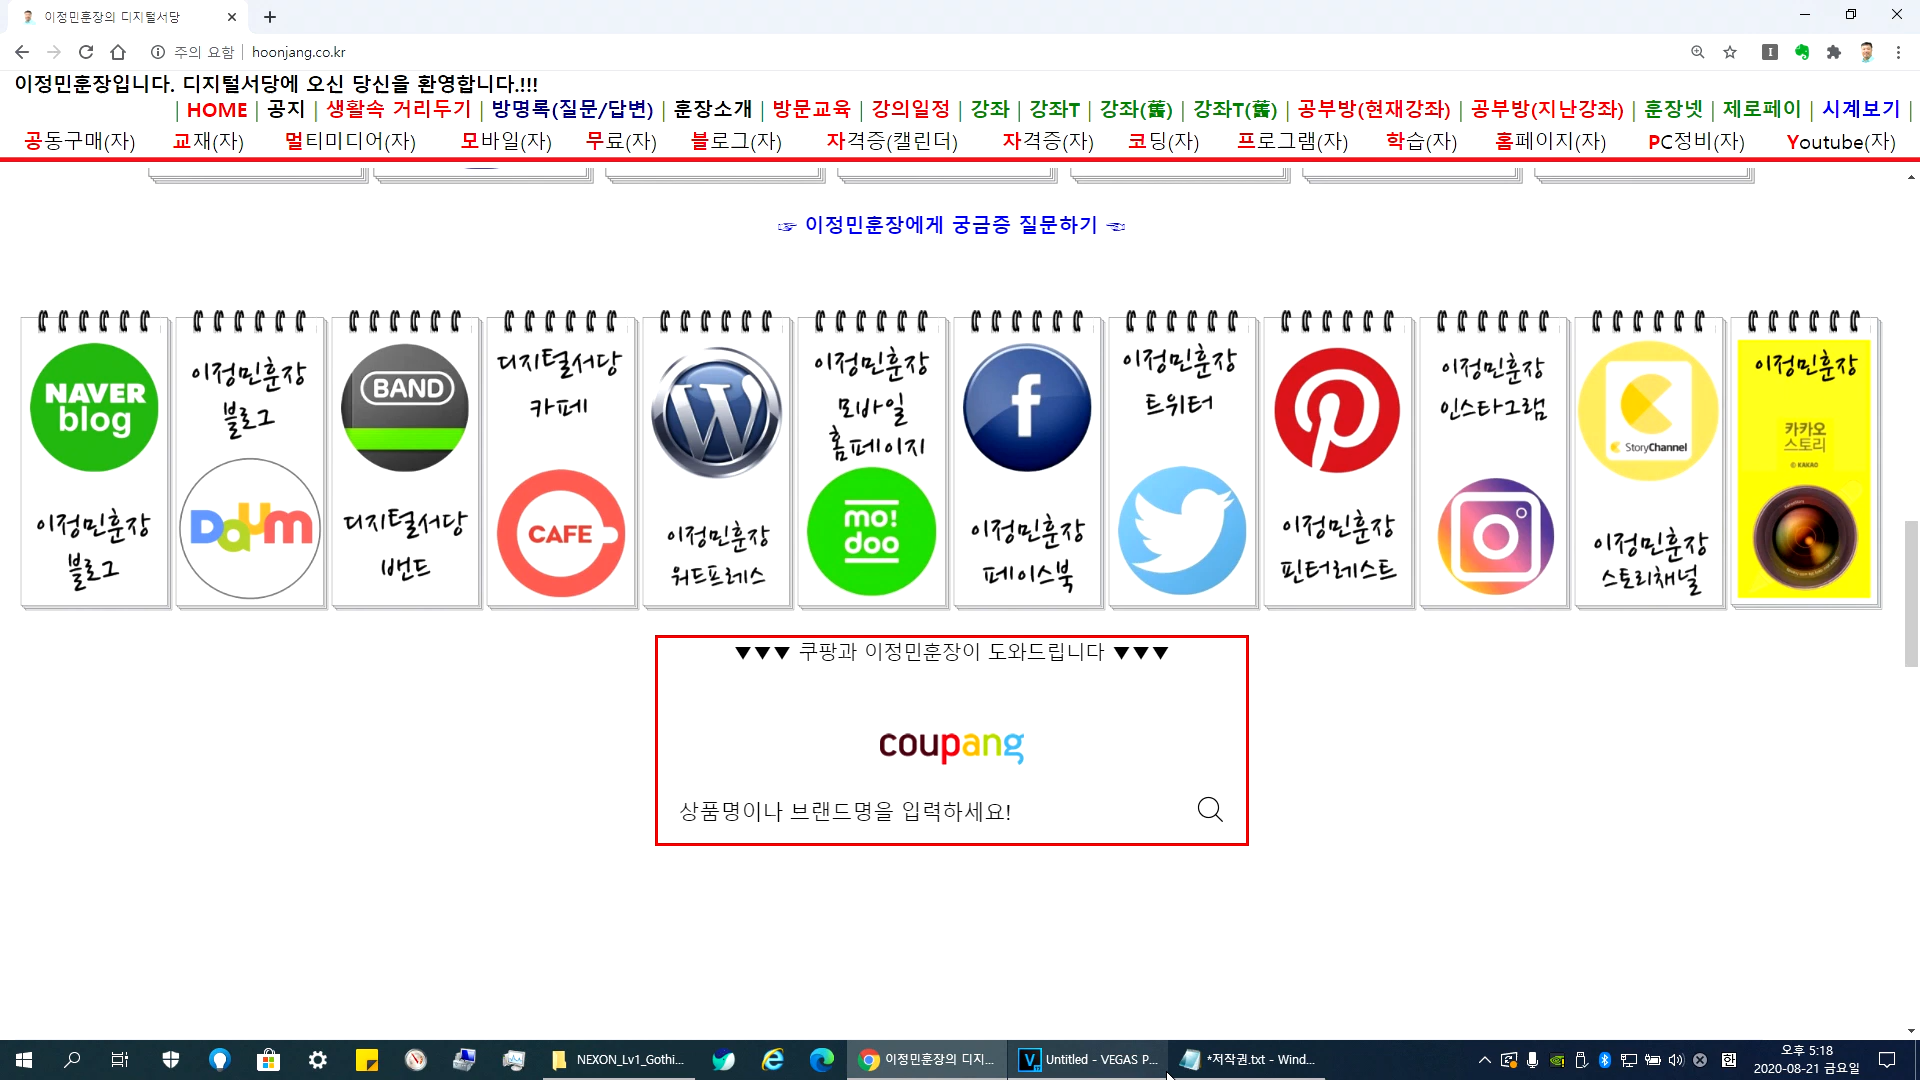 이정민훈장의 디지털서당
주의 요함 | hoonjang.co.kr
이정민훈장입니다. 디지털서당에 오신 당신을 환영합니다.!!!
| HOME | 공지 | 생활속 거리두기 | 방명록(질문/답변) | 훈장소개 | 방문교육 | 강의일정 | 강좌 | 강좌T | 강좌(舊) | 강좌T(舊) | 공부방(현재강좌) | 공부방(지난강좌) | 훈장넷 | 제로페이 | 시계보기 |
공동구매(자) 교재(자) 멀티미디어(자) 모바일(자) 무료(자) 블로그(자) 자격증(캘린더) 자격증(자) 코딩(자) 프로그램(자) 학습(자) 홈페이지(자) PC정비(자) Youtube(자)
☞ 이정민훈장에게 궁금증 질문하기 ☜
NAVER
blog
이정민훈장
블로그
이정민훈장
블로그
Daum
BAND
디지털서당
밴드
디지털서당
카페
CAFE
W
이정민훈장
워드프레스
이정민훈장
모바일
홈페이지
mo!
doo
f
이정민훈장
페이스북
이정민훈장
트위터
이정민훈장
핀터레스트
이정민훈장
인스타그램
StoryChannel
이정민훈장
스토리채널
이정민훈장
카카오
스토리
© KAKAO
▼▼▼ 쿠팡과 이정민훈장이 도와드립니다 ▼▼▼
coupang
상품명이나 브랜드명을 입력하세요!
NEXON_Lv1_Gothi...
이정민훈장의 디지...
Untitled - VEGAS P...
*저작권.txt - Wind...
한
오후 5:18
2020-08-21 금요일